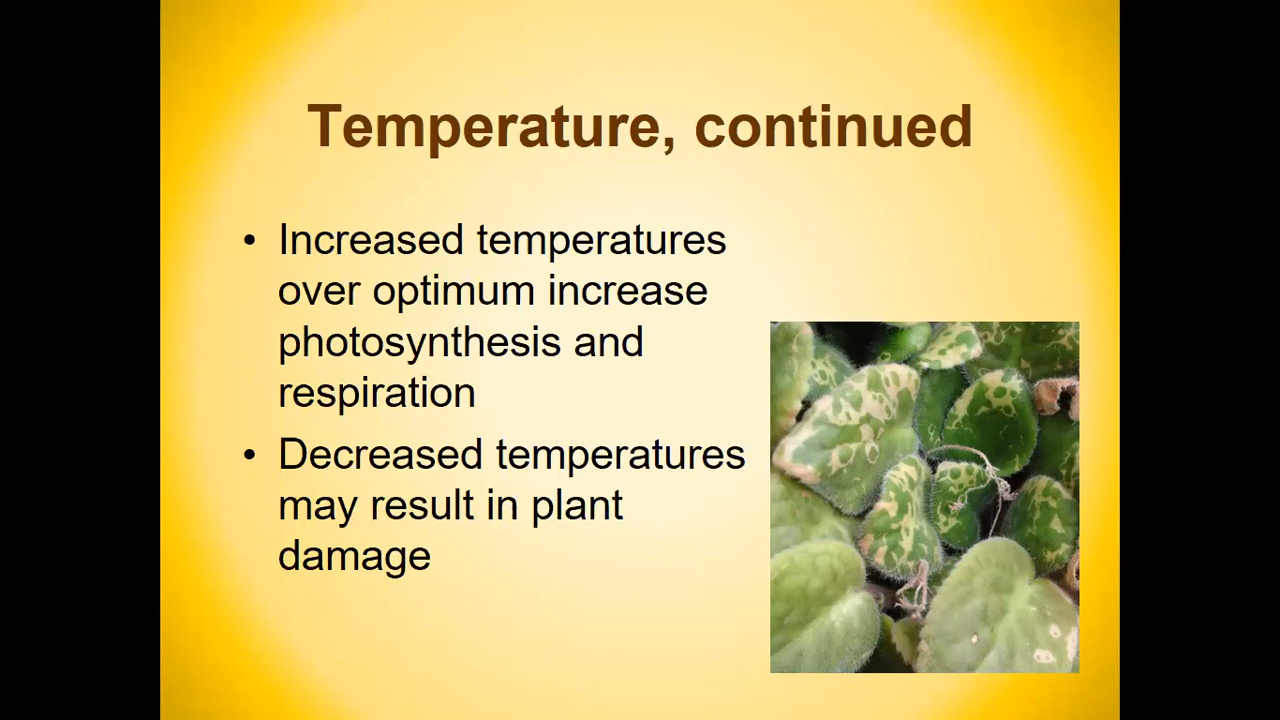 Temperature, continued
• Increased temperatures
over optimum increase
photosynthesis and
respiration
• Decreased temperatures
may result in plant
damage